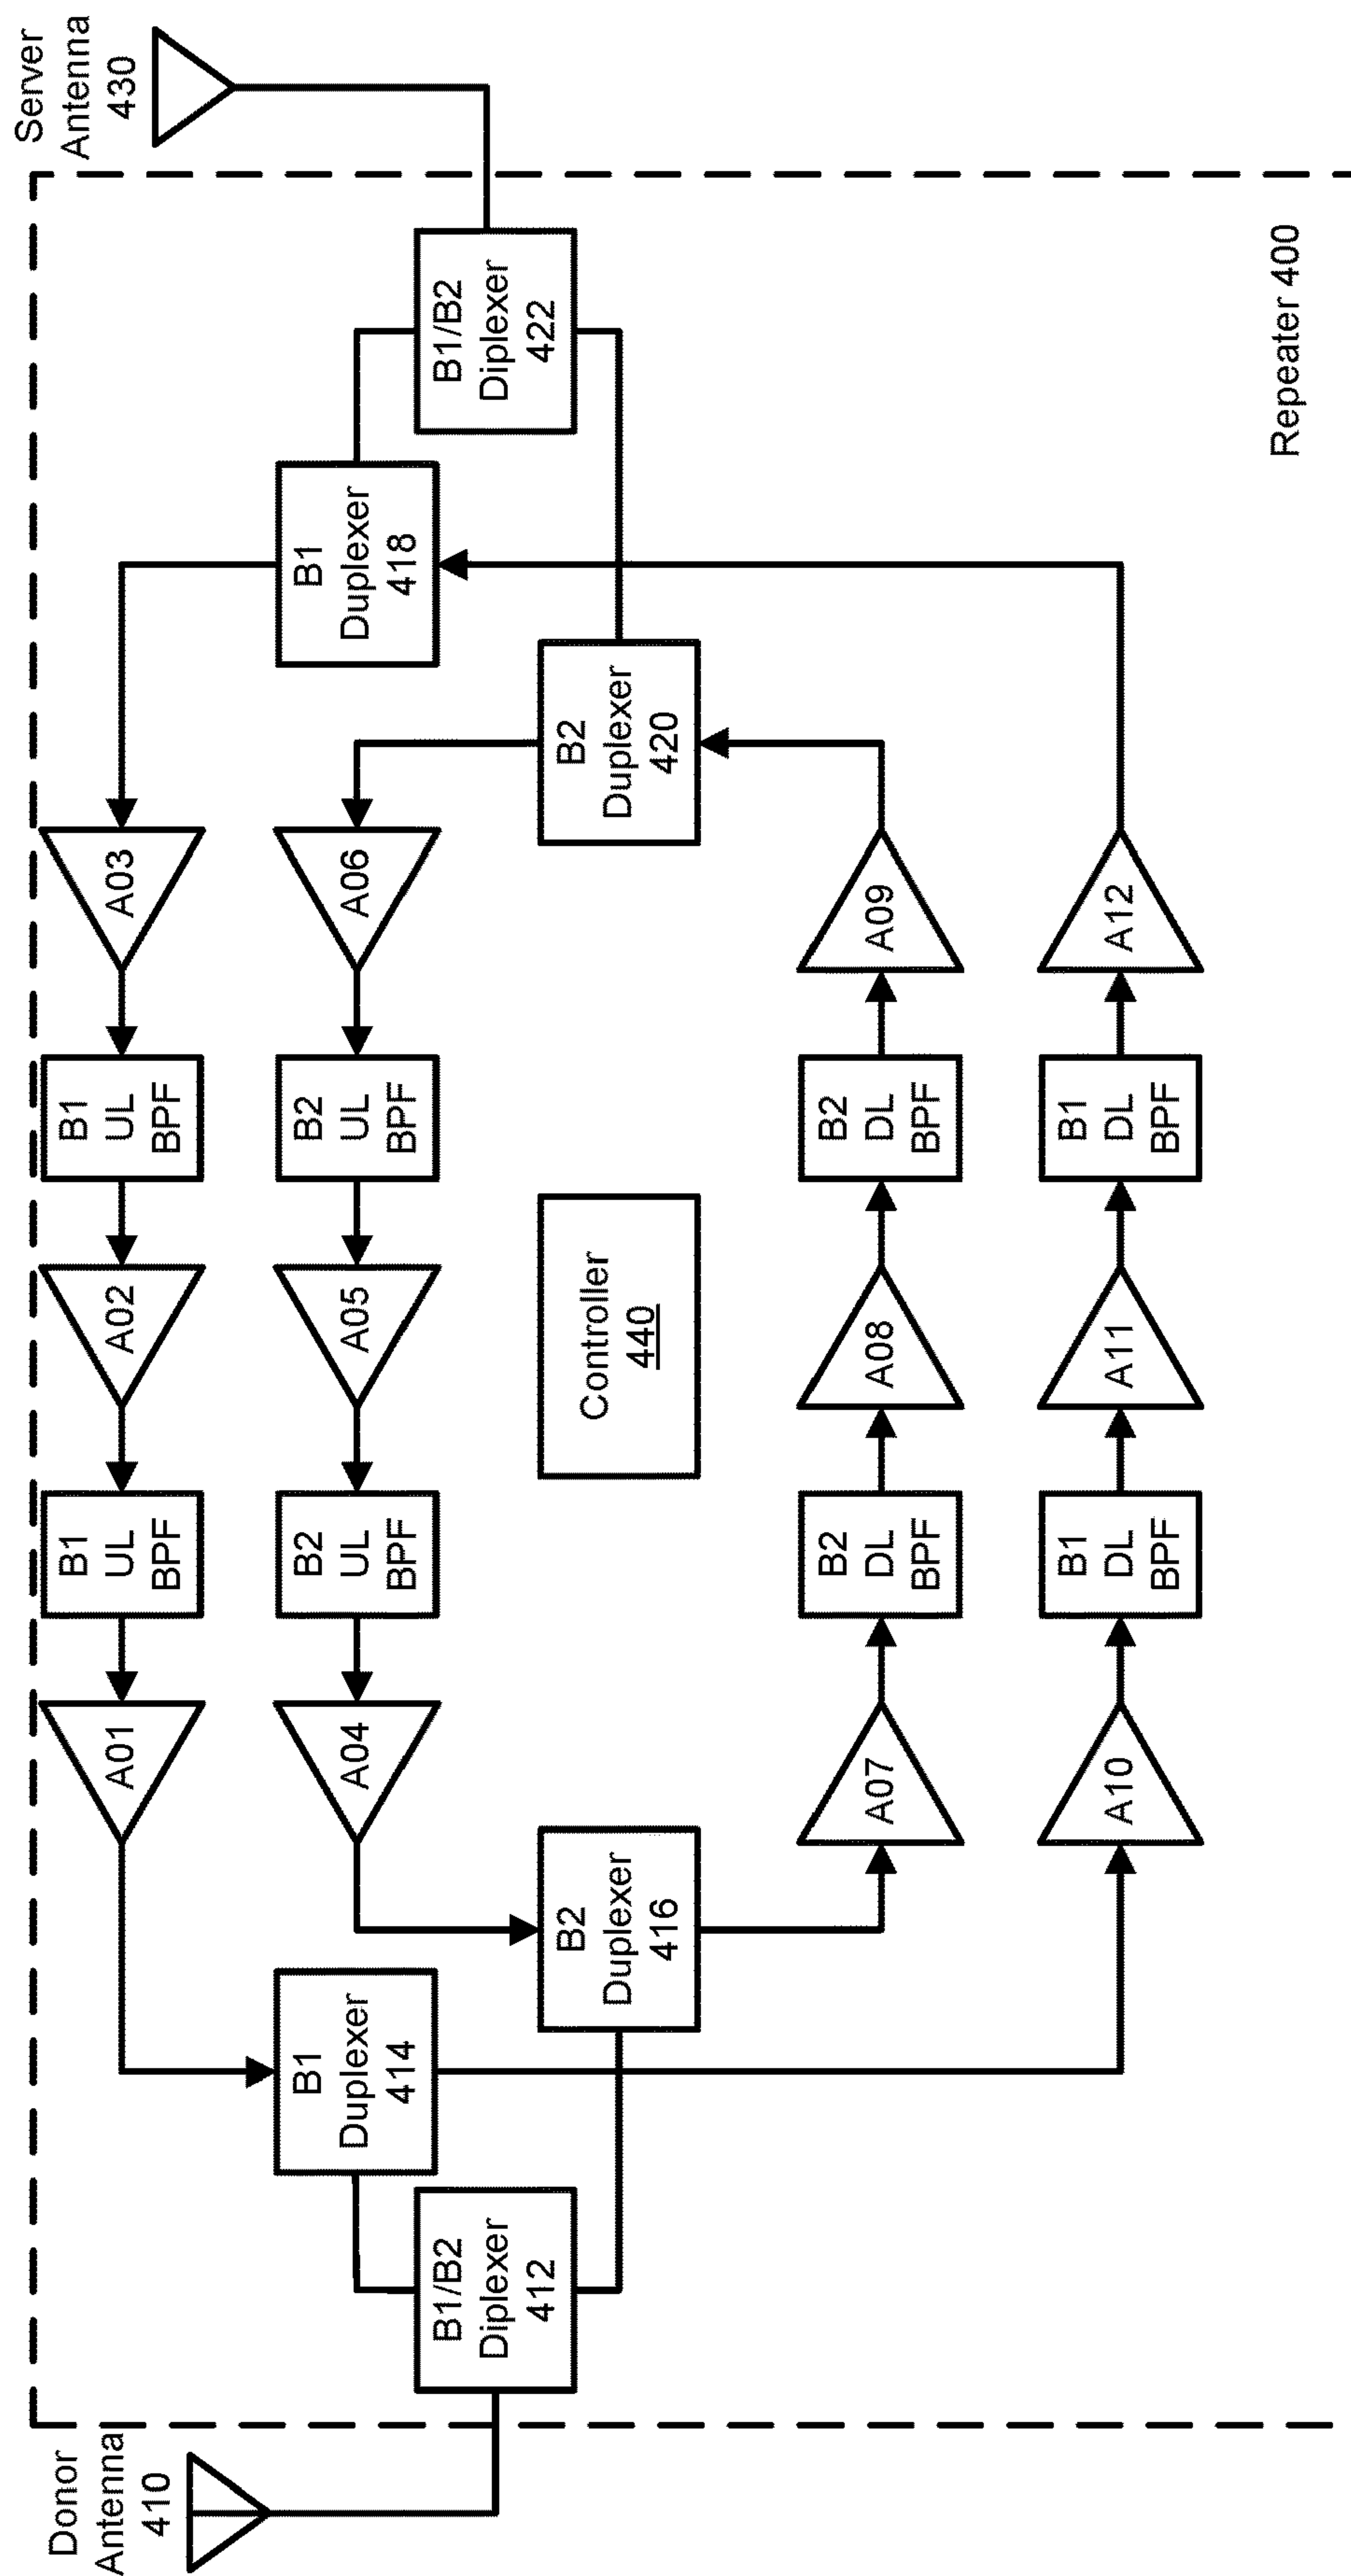 Donor
Antenna
410
Server
Antenna
430
A01
B1
UL
BPF
A02
B1
UL
BPF
A03
A04
B2
UL
BPF
A05
B2
UL
BPF
A06
B1
Duplexer
414
B1
Duplexer
418
B1/B2
Diplexer
412
B1/B2
Diplexer
422
B2
Duplexer
416
Controller
440
B2
Duplexer
420
A07
B2
DL
BPF
A08
B2
DL
BPF
A09
A10
B1
DL
BPF
A11
B1
DL
BPF
A12
Repeater 400